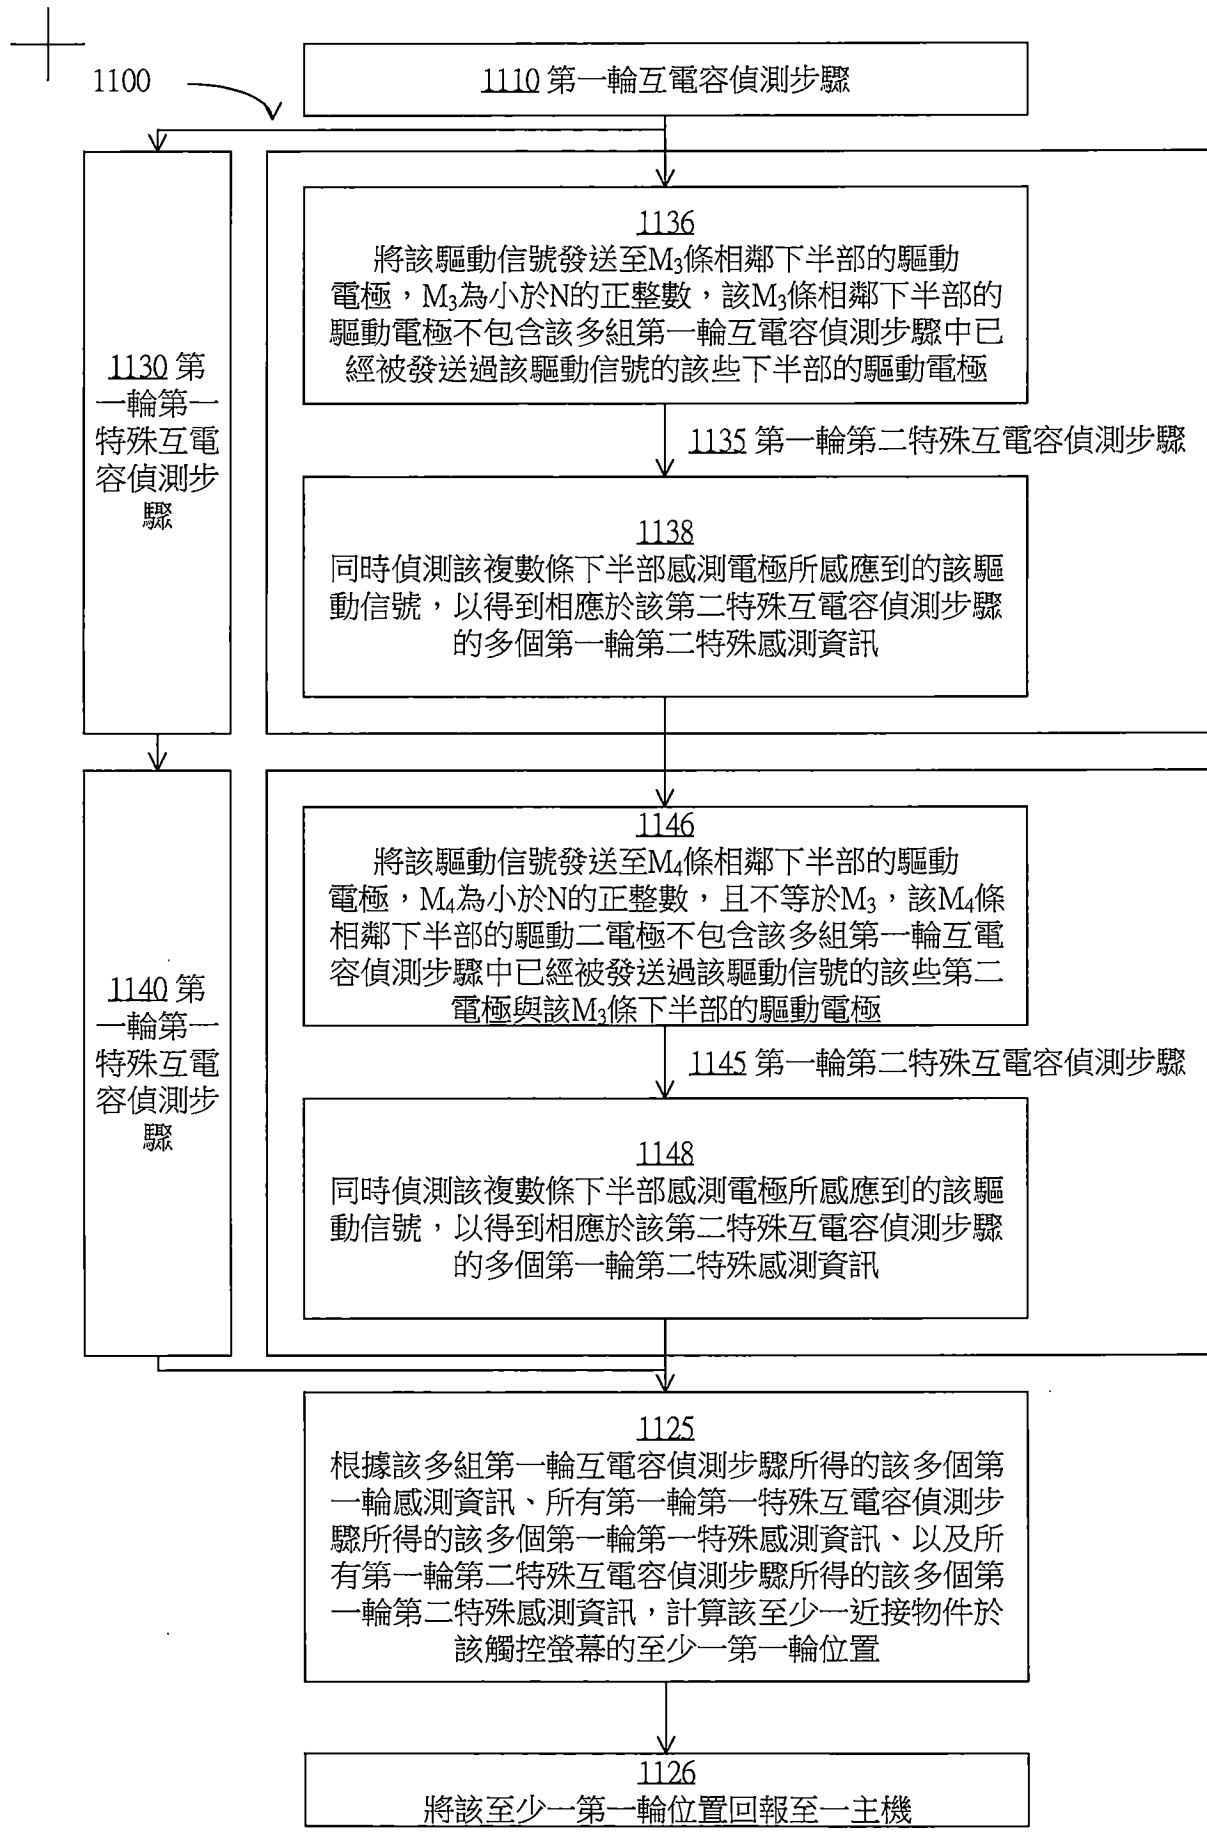 1100
1110 第一輪互電容偵測步驟
1130 第
一輪第一
特殊互電
容偵測步
驟
1136
將該驅動信號發送至M₃條相鄰下半部的驅動
電極，M₃為小於N的正整數，該M₃條相鄰下半部的
驅動電極不包含該多組第一輪互電容偵測步驟中已
經被發送過該驅動信號的該些下半部的驅動電極
1135 第一輪第二特殊互電容偵測步驟
1138
同時偵測該複數條下半部感測電極所感應到的該驅
動信號，以得到相應於該第二特殊互電容偵測步驟
的多個第一輪第二特殊感測資訊
1140 第
一輪第一
特殊互電
容偵測步
驟
1146
將該驅動信號發送至M₄條相鄰下半部的驅動
電極，M₄為小於N的正整數，且不等於M₃，該M₄條
相鄰下半部的驅動二電極不包含該多組第一輪互電
容偵測步驟中已經被發送過該驅動信號的該些第二
電極與該M₃條下半部的驅動電極
1145 第一輪第二特殊互電容偵測步驟
1148
同時偵測該複數條下半部感測電極所感應到的該驅
動信號，以得到相應於該第二特殊互電容偵測步驟
的多個第一輪第二特殊感測資訊
1125
根據該多組第一輪互電容偵測步驟所得的該多個第
一輪感測資訊、所有第一輪第一特殊互電容偵測步
驟所得的該多個第一輪第一特殊感測資訊、以及所
有第一輪第二特殊互電容偵測步驟所得的該多個第
一輪第二特殊感測資訊，計算該至少一近接物件於
該觸控螢幕的至少一第一輪位置
1126
將該至少一第一輪位置回報至一主機